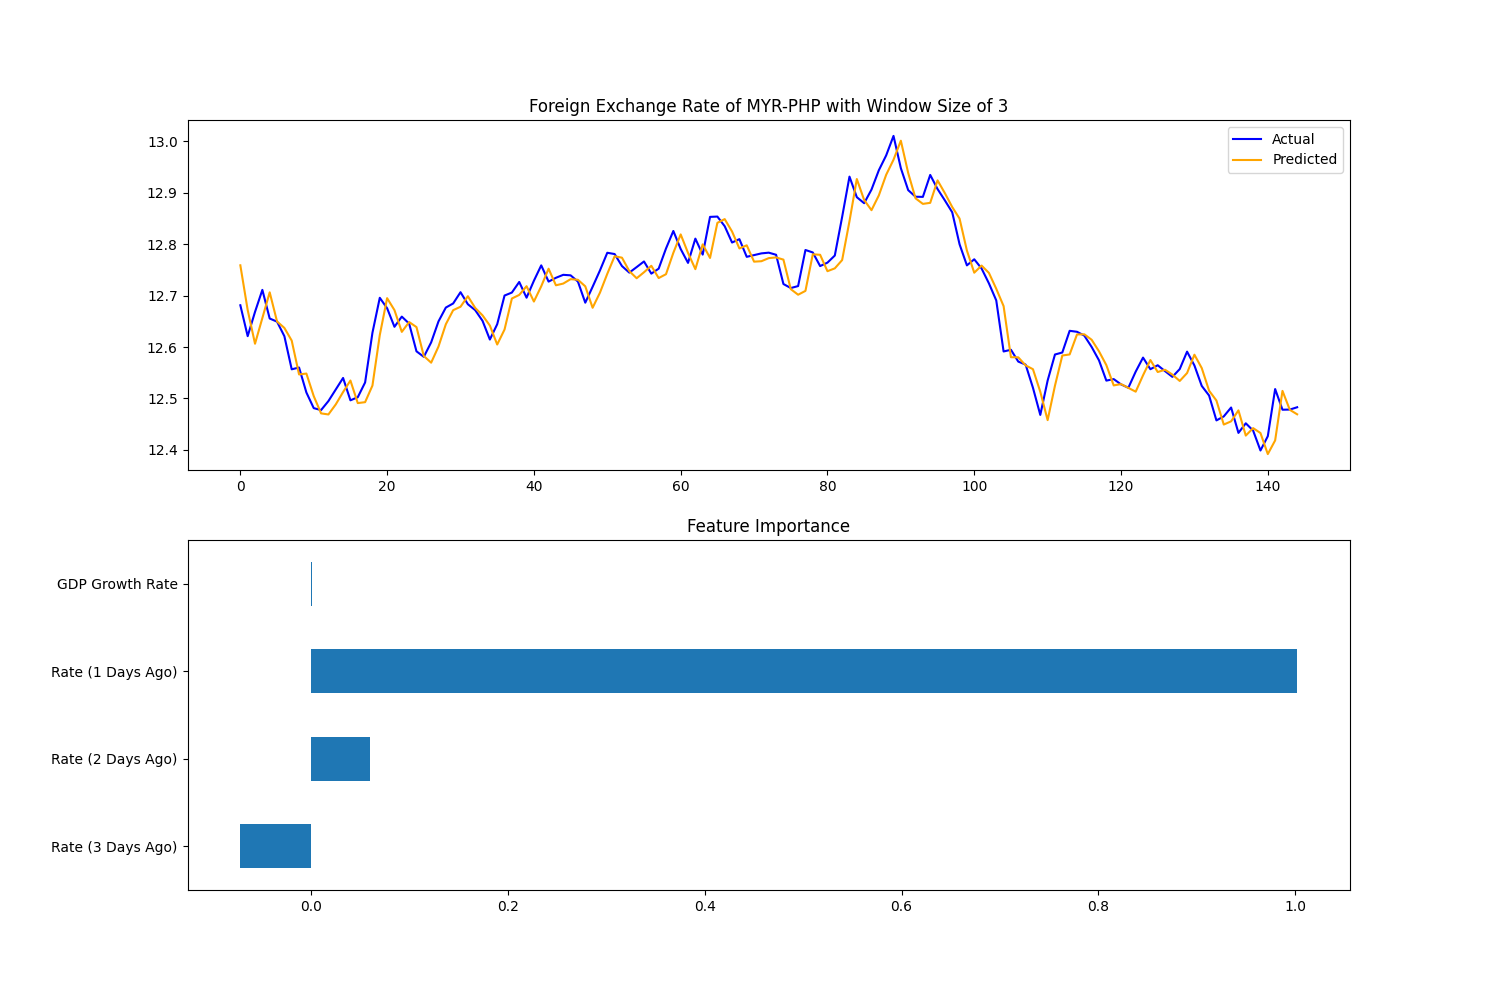 Foreign Exchange Rate of MYR-PHP with Window Size of 3
13.0
12.9
12.8
12.7
12.6
12.5
12.4
Actual
Predicted
0 20 40 60 80 100 120 140
Feature Importance
GDP Growth Rate
Rate (1 Days Ago)
Rate (2 Days Ago)
Rate (3 Days Ago)
0.0 0.2 0.4 0.6 0.8 1.0